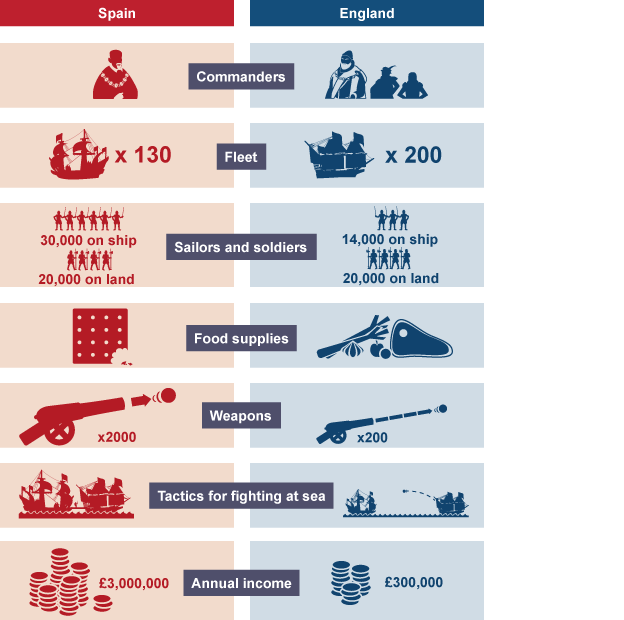 Spain
England
Commanders
x 130
Fleet
x 200
30,000 on ship
20,000 on land
Sailors and soldiers
14,000 on ship
20,000 on land
Food supplies
x2000
Weapons
x200
Tactics for fighting at sea
£3,000,000
Annual income
£300,000